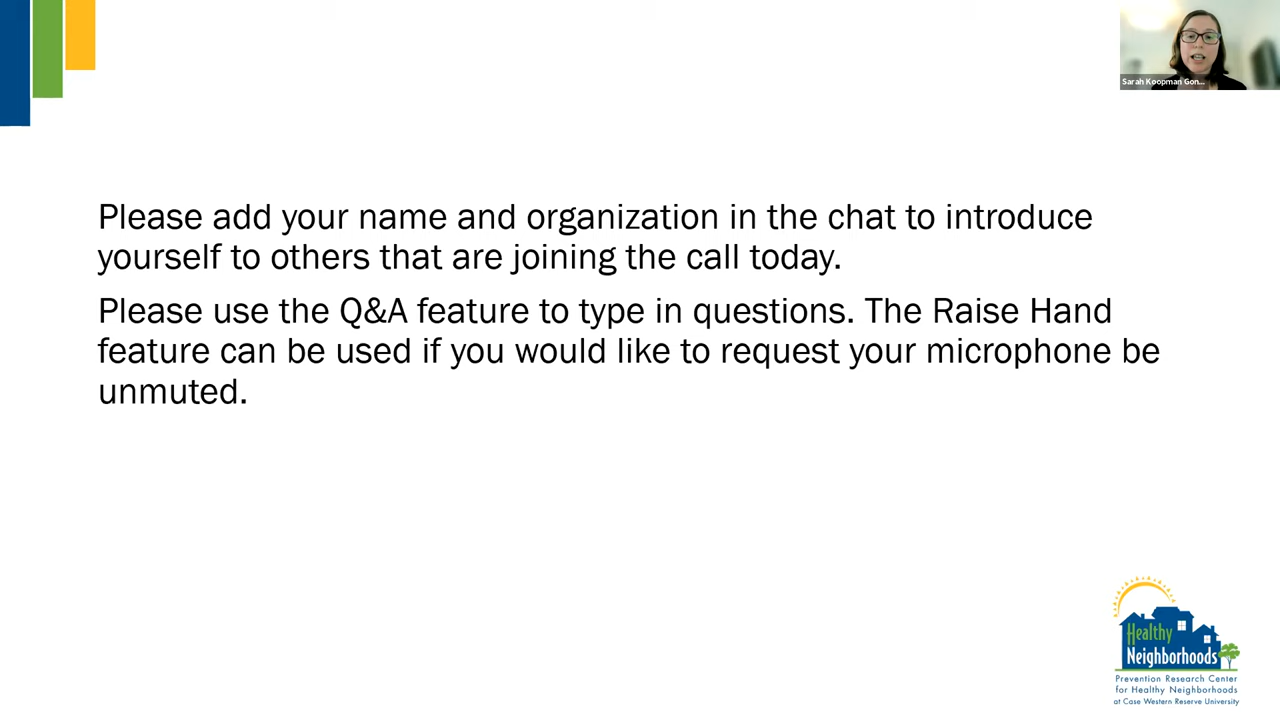 Sarah Koopman Gon...
Please add your name and organization in the chat to introduce
yourself to others that are joining the call today.
Please use the Q&A feature to type in questions. The Raise Hand
feature can be used if you would like to request your microphone be
unmuted.
Healthy
Neighborhoods
Prevention Research Center
for Healthy Neighborhoods
at Case Western Reserve University